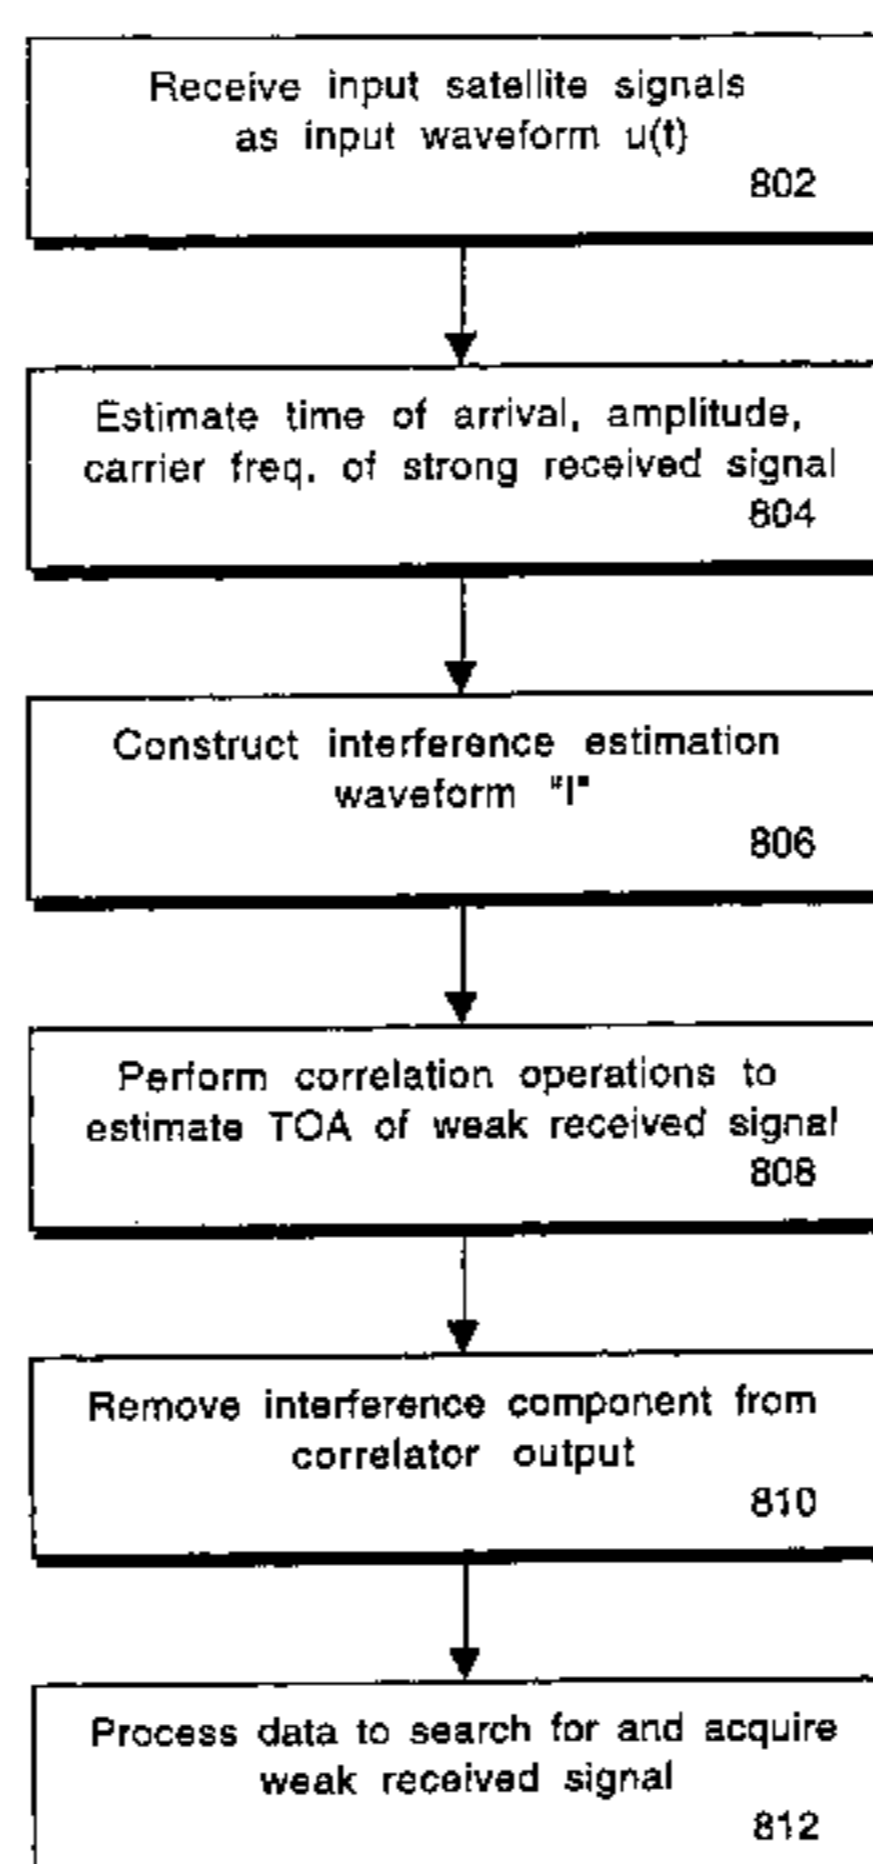 Receive input satellite signals
as input waveform u(t)
802
Estimate time of arrival, amplitude,
carrier freq. of strong received signal
804
Construct interference estimation
waveform "I"
806
Perform correlation operations to
estimate TOA of weak received signal
808
Remove interference component from
correlator output
810
Process data to search for and acquire
weak received signal
812